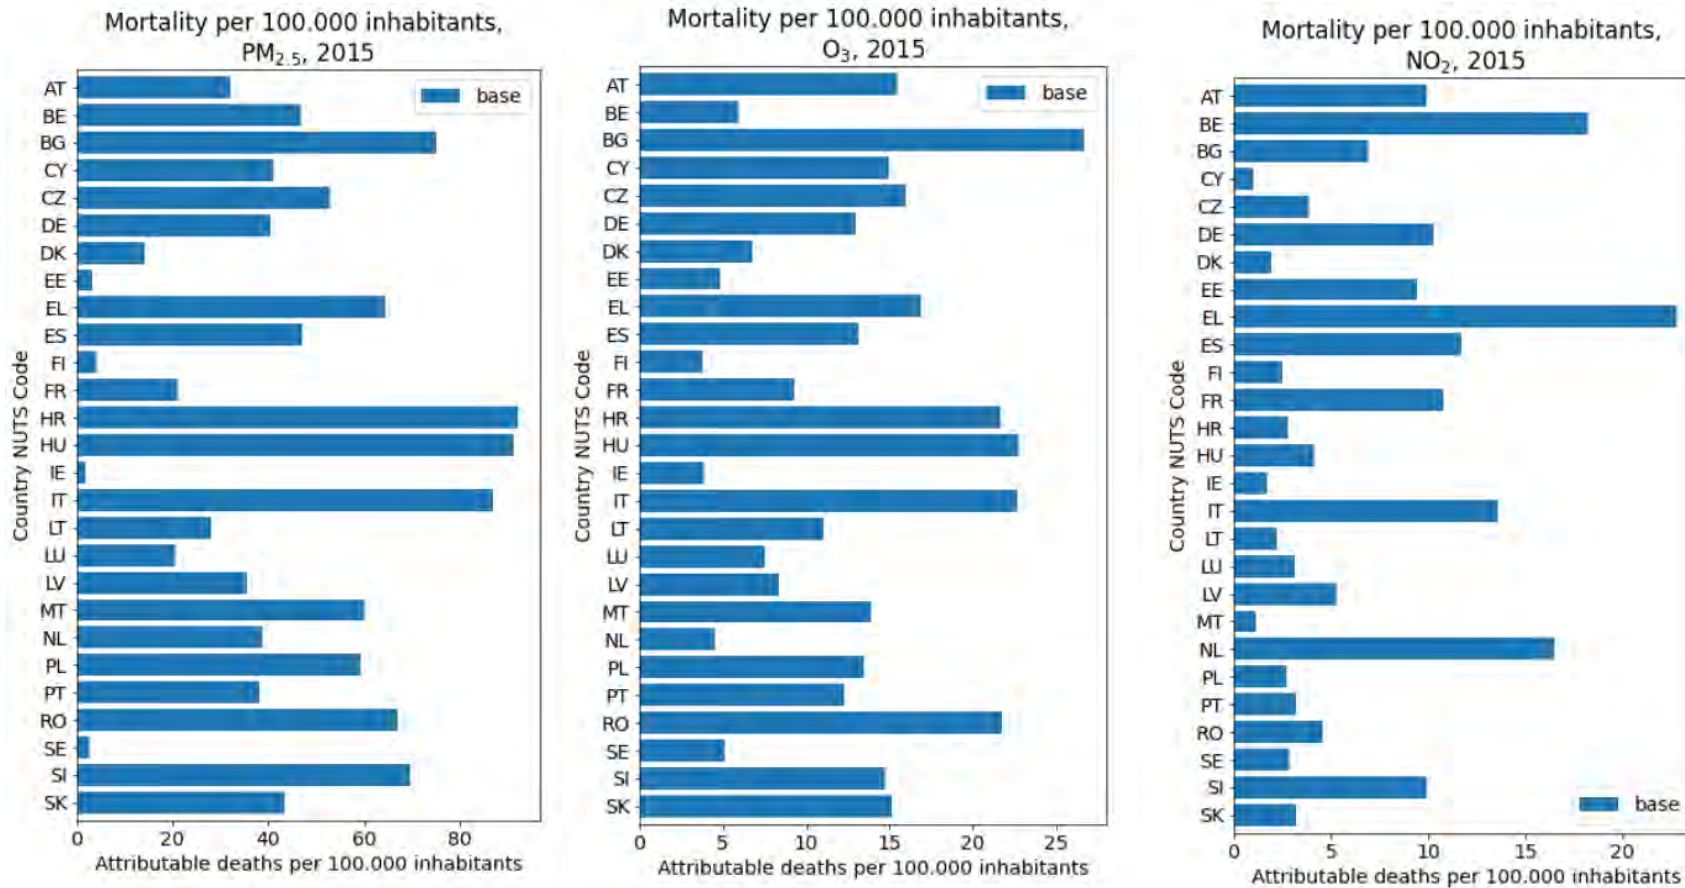 Mortality per 100.000 inhabitants,
PM2.5, 2015
base
Country NUTS Code
AT
BE
BG
CY
CZ
DE
DK
EE
EL
ES
FI
FR
HR
HU
IE
IT
LT
LU
LV
MT
NL
PL
PT
RO
SE
SI
SK
0 20 40 60 80
Attributable deaths per 100.000 inhabitants
Mortality per 100.000 inhabitants,
O3, 2015
base
Country NUTS Code
AT
BE
BG
CY
CZ
DE
DK
EE
EL
ES
FI
FR
HR
HU
IE
IT
LT
LU
LV
MT
NL
PL
PT
RO
SE
SI
SK
0 5 10 15 20 25
Attributable deaths per 100.000 inhabitants
Mortality per 100.000 inhabitants,
NO2, 2015
Country NUTS Code
AT
BE
BG
CY
CZ
DE
DK
EE
EL
ES
FI
FR
HR
HU
IE
IT
LT
LU
LV
MT
NL
PL
PT
RO
SE
SI
SK
base
0 5 10 15 20
Attributable deaths per 100.000 inhabitants